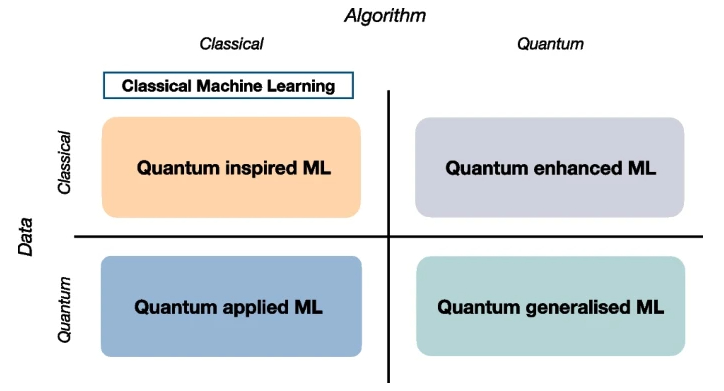 Algorithm
Classical
Quantum
Classical Machine Learning
Data
Classical
Quantum inspired ML
Quantum enhanced ML
Quantum
Quantum applied ML
Quantum generalised ML